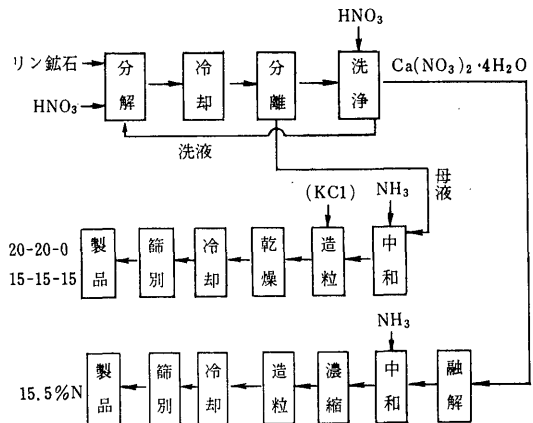 HNO₃
リン鉱石
HNO₃
分解
冷却
分離
洗浄
Ca(NO₃)₂・4H₂O
洗液
母液
(KCl)
NH₃
20-20-0
15-15-15
製品
篩別
冷却
乾燥
造粒
中和
NH₃
15.5%N
製品
篩別
冷却
造粒
濃縮
中和
融解